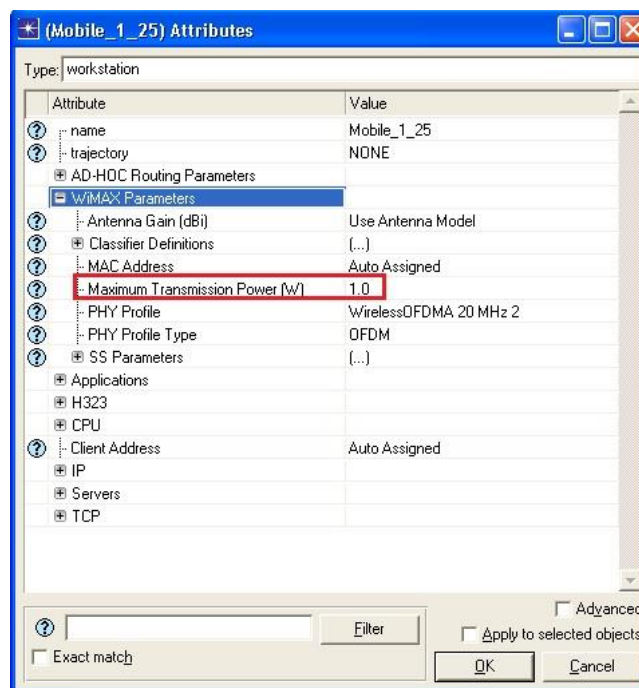 (Mobile_1_25) Attributes
Type: workstation
Attribute Value
name Mobile_1_25
trajectory NONE
AD-HOC Routing Parameters
WiMAX Parameters
Antenna Gain (dBi) Use Antenna Model
Classifier Definitions (...)
MAC Address Auto Assigned
Maximum Transmission Power (W) 1.0
PHY Profile WirelessOFDMA 20 MHz 2
PHY Profile Type OFDM
SS Parameters (...)
Applications
H323
CPU
Client Address Auto Assigned
IP
Servers
TCP
Advanced
Filter
Apply to selected objects
Exact match
OK Cancel